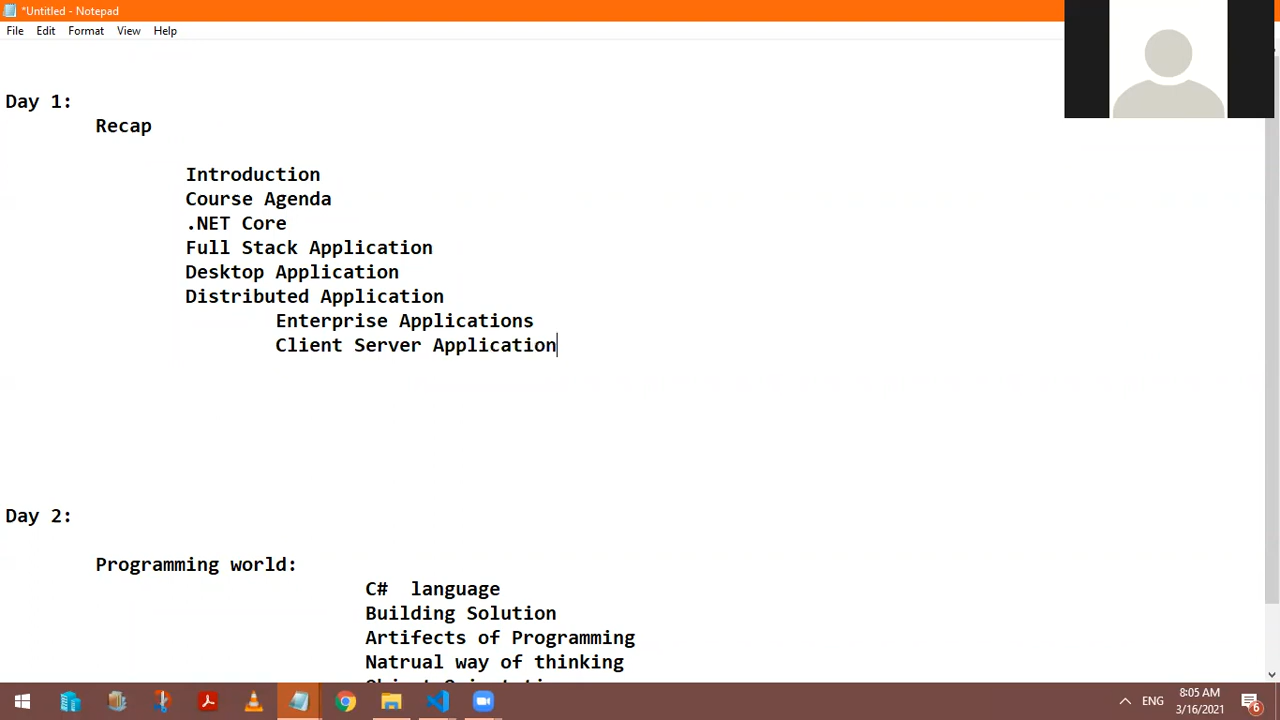 *Untitled - Notepad
File Edit Format View Help
Day 1:
Recap
Introduction
Course Agenda
.NET Core
Full Stack Application
Desktop Application
Distributed Application
Enterprise Applications
Client Server Application
Day 2:
Programming world:
C# language
Building Solution
Artifects of Programming
Natrual way of thinking
ENG
8:05 AM
3/16/2021
6